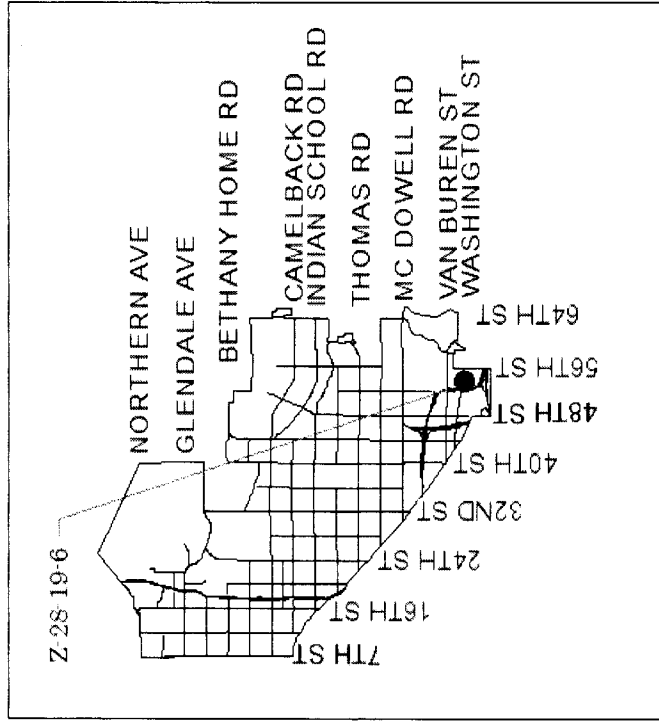 Z-28-19-6
NORTHERN AVE
GLENDALE AVE
BETHANY HOME RD
CAMELBACK RD
INDIAN SCHOOL RD
THOMAS RD
MC DOWELL RD
VAN BUREN ST
WASHINGTON ST
7TH ST
16TH ST
24TH ST
32ND ST
40TH ST
48TH ST
56TH ST
64TH ST